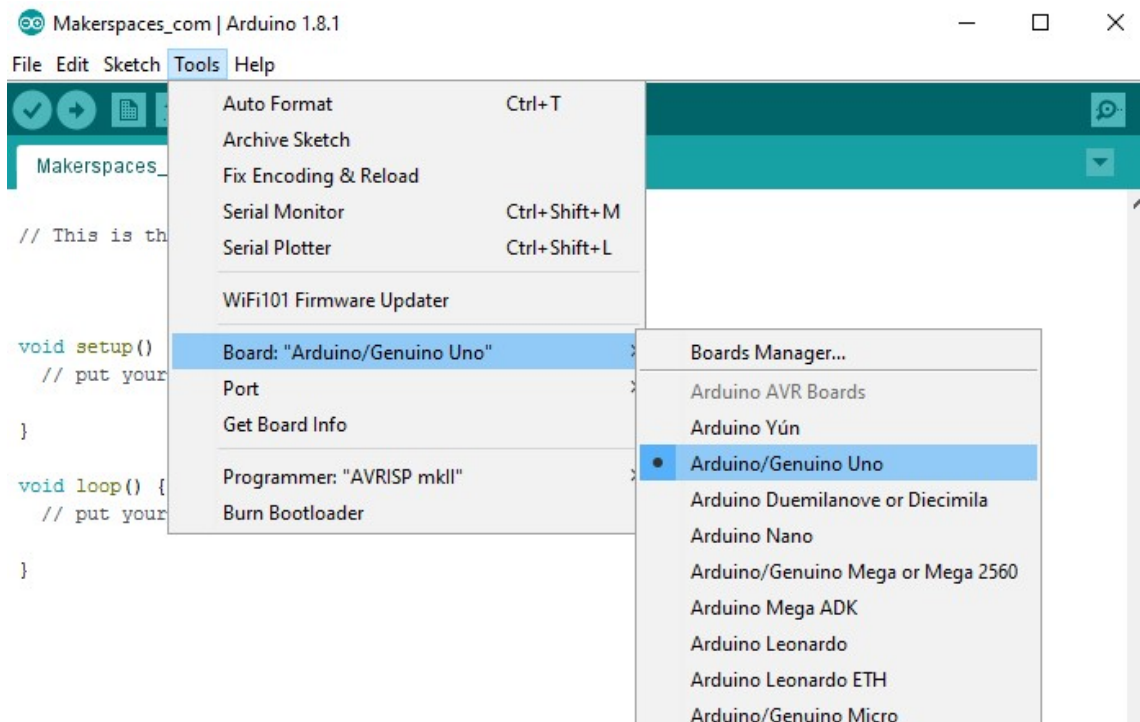 Makerspaces_com | Arduino 1.8.1
File Edit Sketch Tools Help
Makerspaces_
// This is th
void setup()
// put your
}
void loop() {
// put your
}
Auto Format Ctrl+T
Archive Sketch
Fix Encoding & Reload
Serial Monitor Ctrl+Shift+M
Serial Plotter Ctrl+Shift+L
WiFi101 Firmware Updater
Board: "Arduino/Genuino Uno"
Port
Get Board Info
Programmer: "AVRISP mkII"
Burn Bootloader
Boards Manager...
Arduino AVR Boards
Arduino Yún
Arduino/Genuino Uno
Arduino Duemilanove or Diecimila
Arduino Nano
Arduino/Genuino Mega or Mega 2560
Arduino Mega ADK
Arduino Leonardo
Arduino Leonardo ETH
Arduino/Genuino Micro